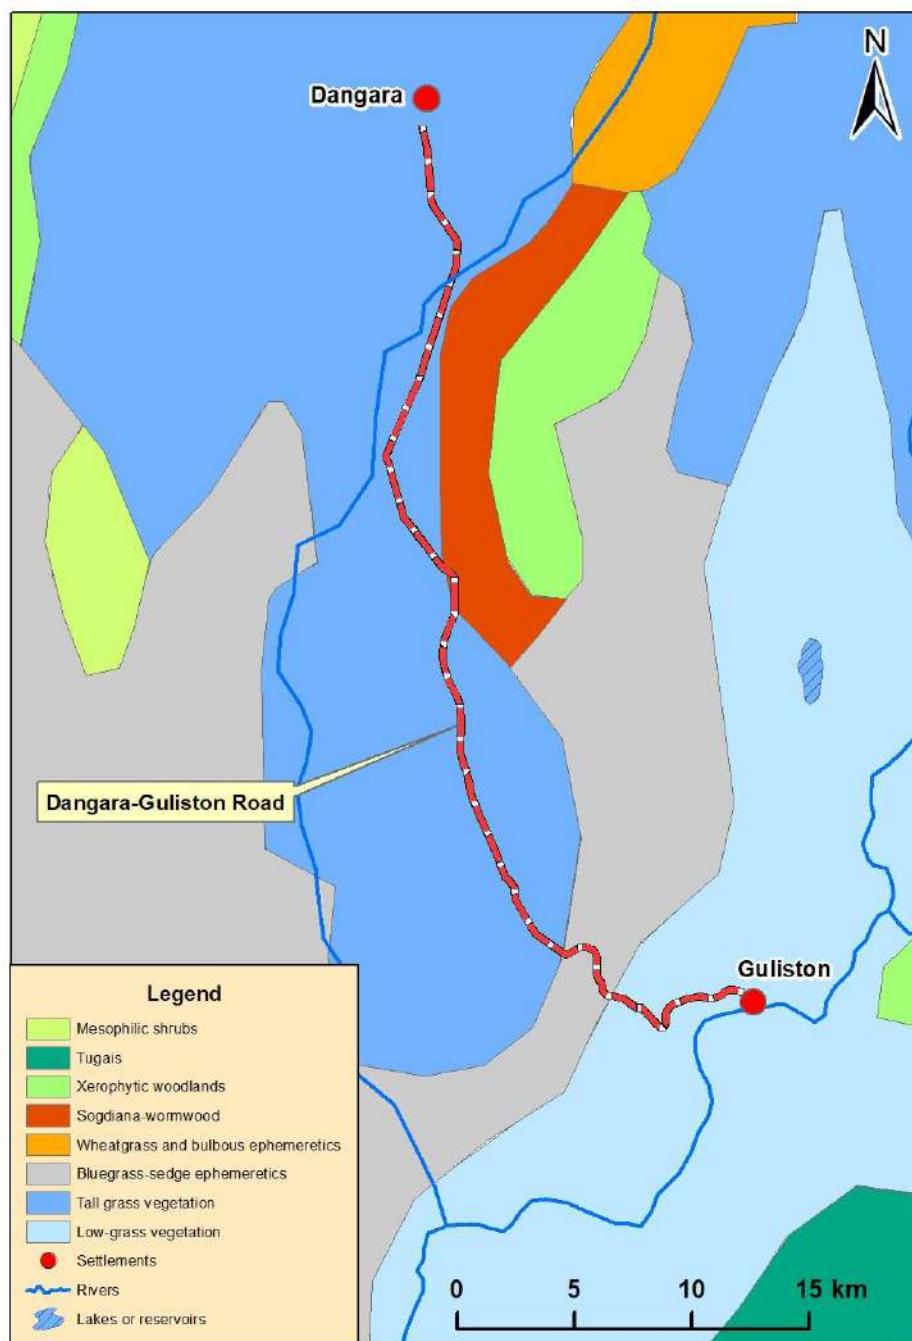 N
Dangara
Dangara-Guliston Road
Guliston
Legend
Mesophilic shrubs
Tugais
Xerophytic woodlands
Sogdiana-wormwood
Wheatgrass and bulbous ephemeretics
Bluegrass-sedge ephemeretics
Tall grass vegetation
Low-grass vegetation
Settlements
Rivers
Lakes or reservoirs
0 5 10 15 km